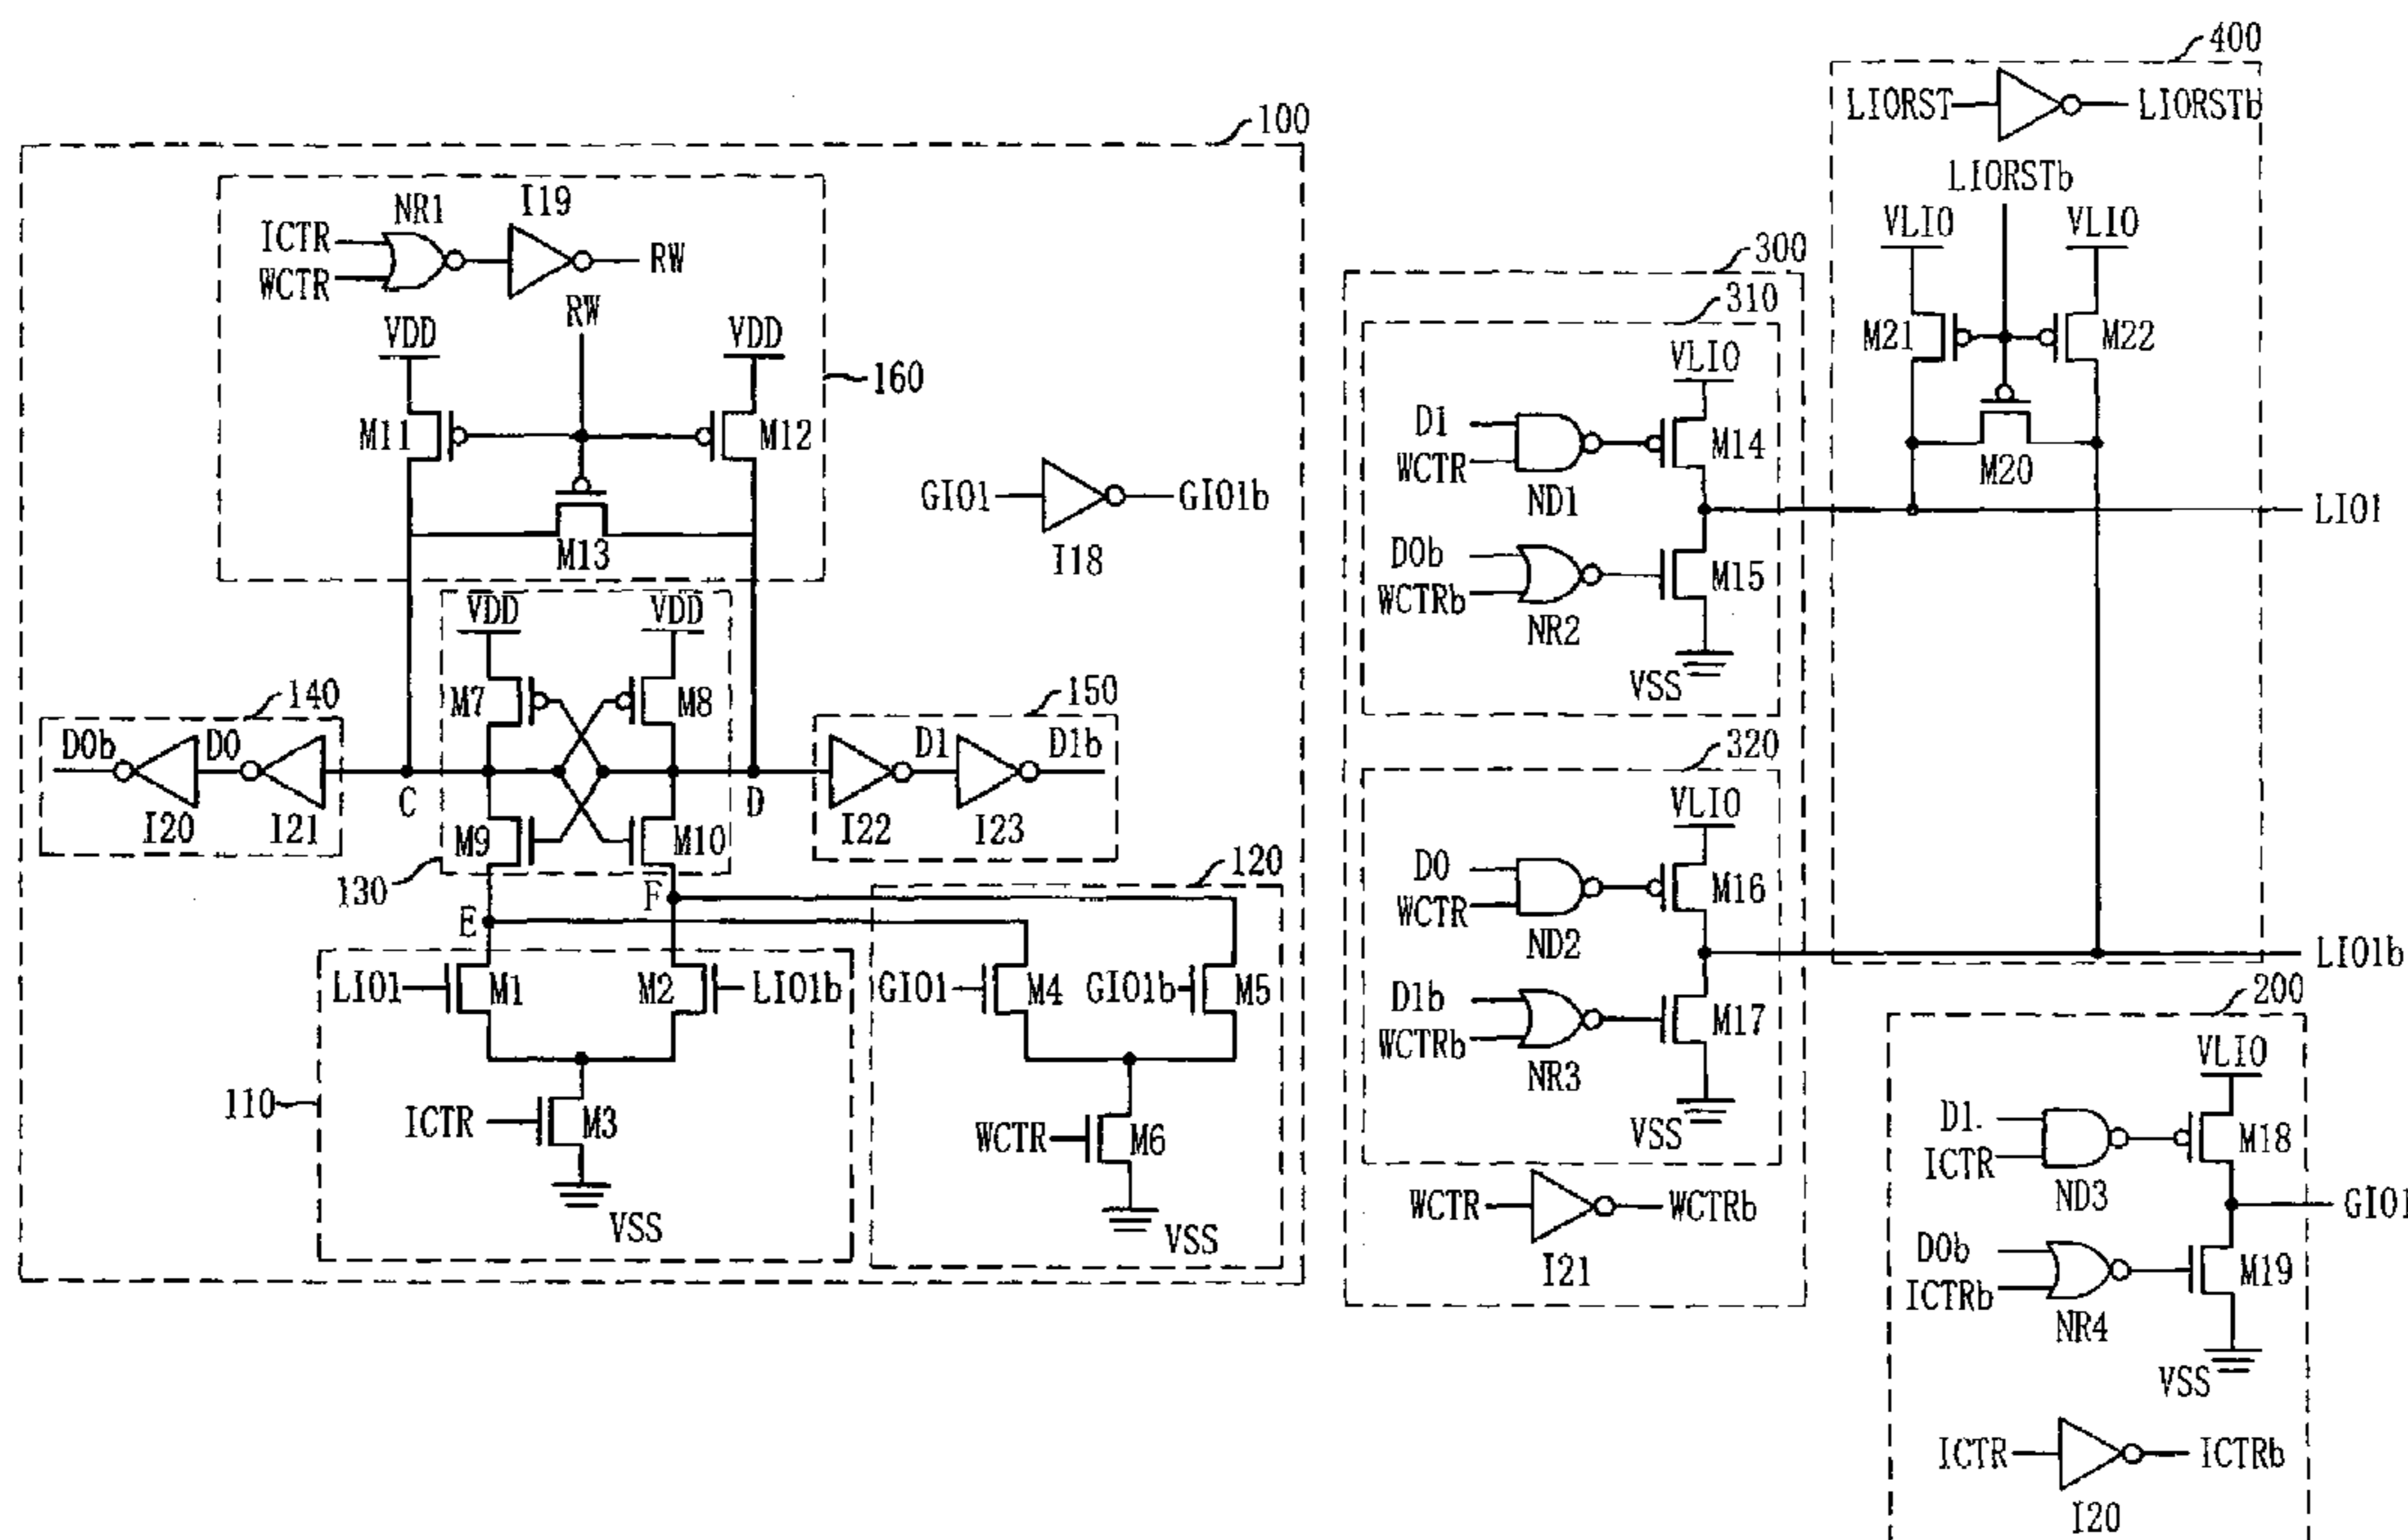 400
LIORST LIORSTb
LIORSTb
VLIO VLIO
M21 M22
M20
LIO1
LIO1b
100
NR1 I19
ICTR
WCTR
RW
RW
VDD VDD
160
M11 M12
M13
GIO1 GIO1b
I18
VDD VDD
M7 M8
140
D0b D0
I20 I21
C
D
150
D1 D1b
I22 I23
M9 M10
130
E
F
120
LIO1 M1 M2 LIO1b
GIO1 M4 GIO1b M5
110
ICTR M3
VSS
WCTR M6
VSS
300
310
VLIO
D1
WCTR
ND1
M14
D0b
WCTRb
NR2
M15
VSS
320
VLIO
D0
WCTR
ND2
M16
D1b
WCTRb
NR3
M17
VSS
WCTR WCTRb
I21
200
VLIO
D1.
ICTR
ND3
M18
GIO1
D0b
ICTRb
NR4
M19
VSS
ICTR ICTRb
I20